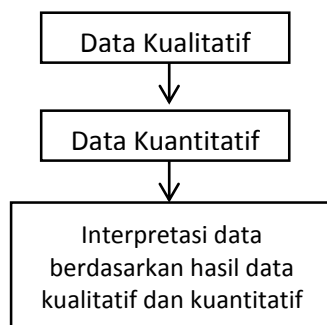 Data Kualitatif
Data Kuantitatif
Interpretasi data
berdasarkan hasil data
kualitatif dan kuantitatif